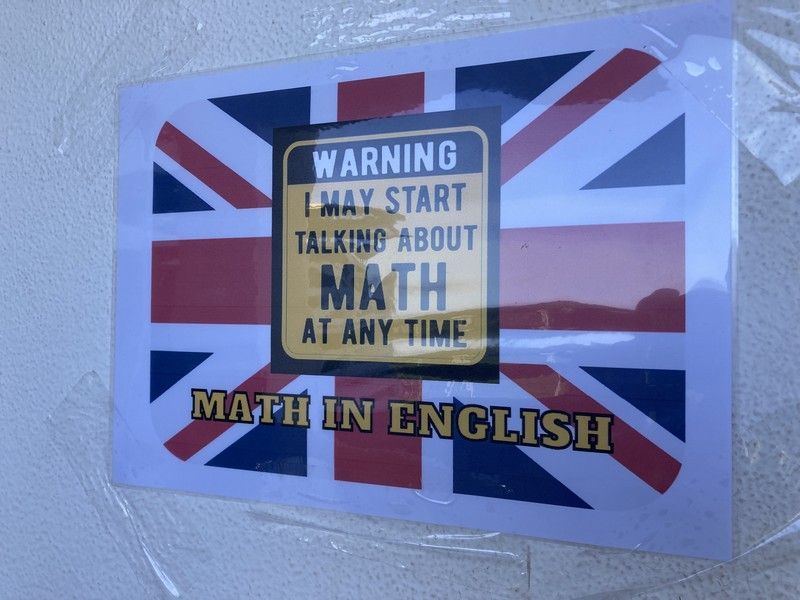 WARNING
I MAY START
TALKING ABOUT
MATH
AT ANY TIME
MATH IN ENGLISH